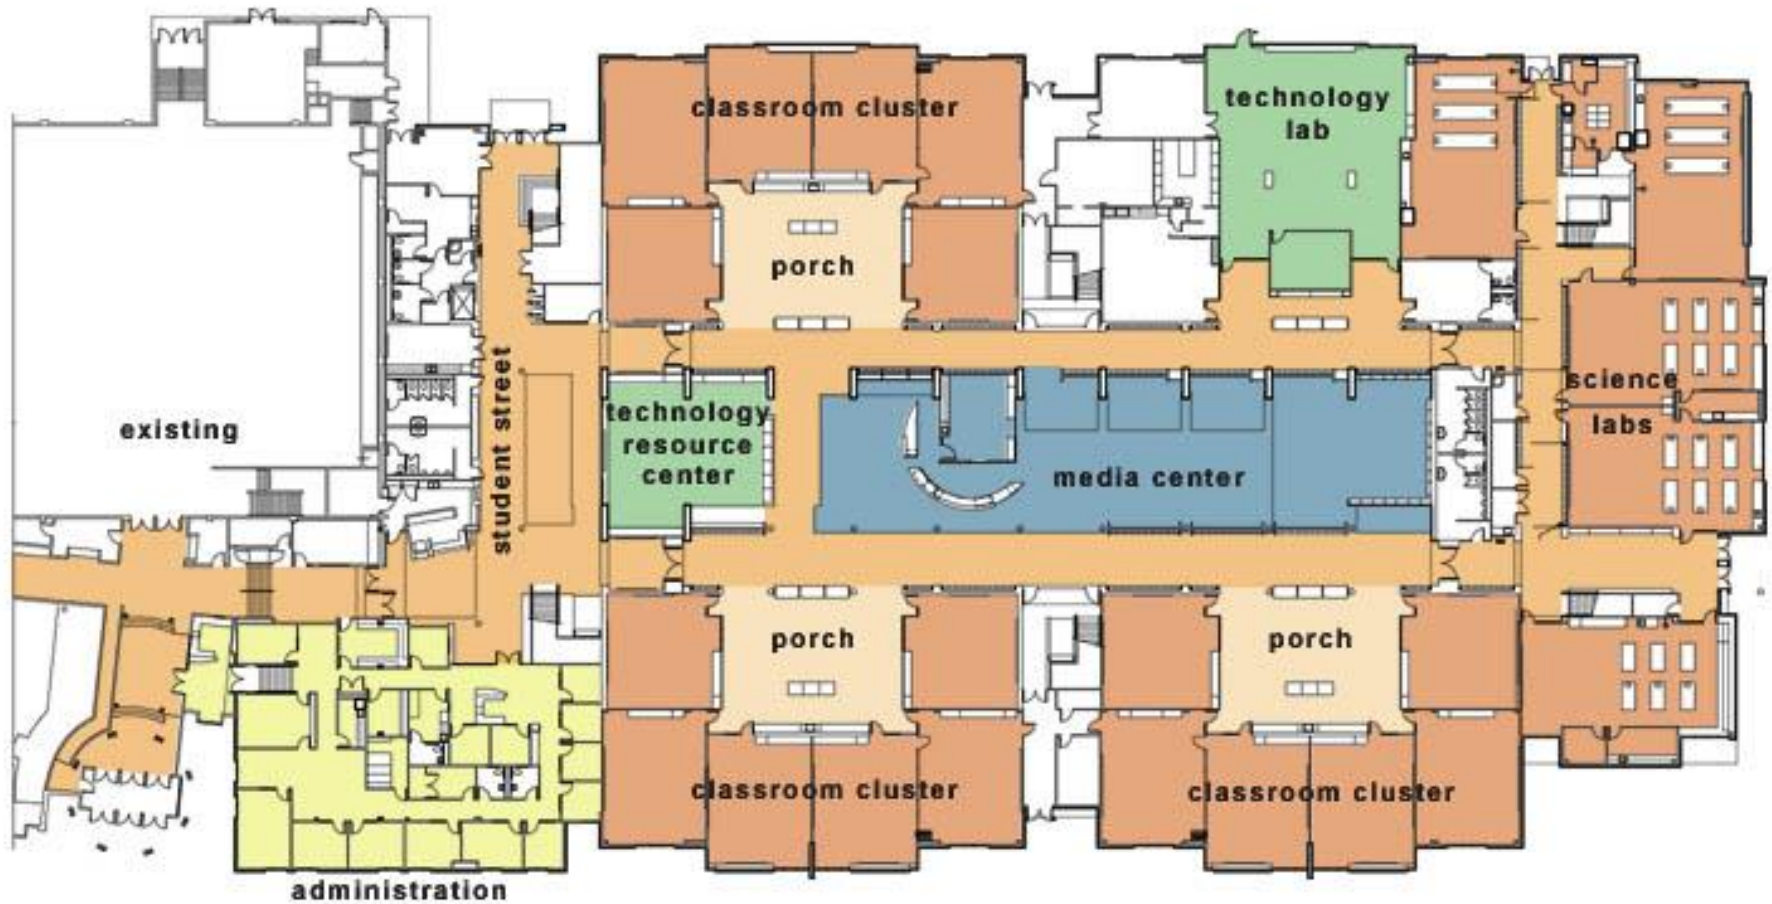 classroom cluster
technology
lab
porch
student street
technology
resource
center
media center
science
labs
existing
porch
porch
classroom cluster
classroom cluster
administration